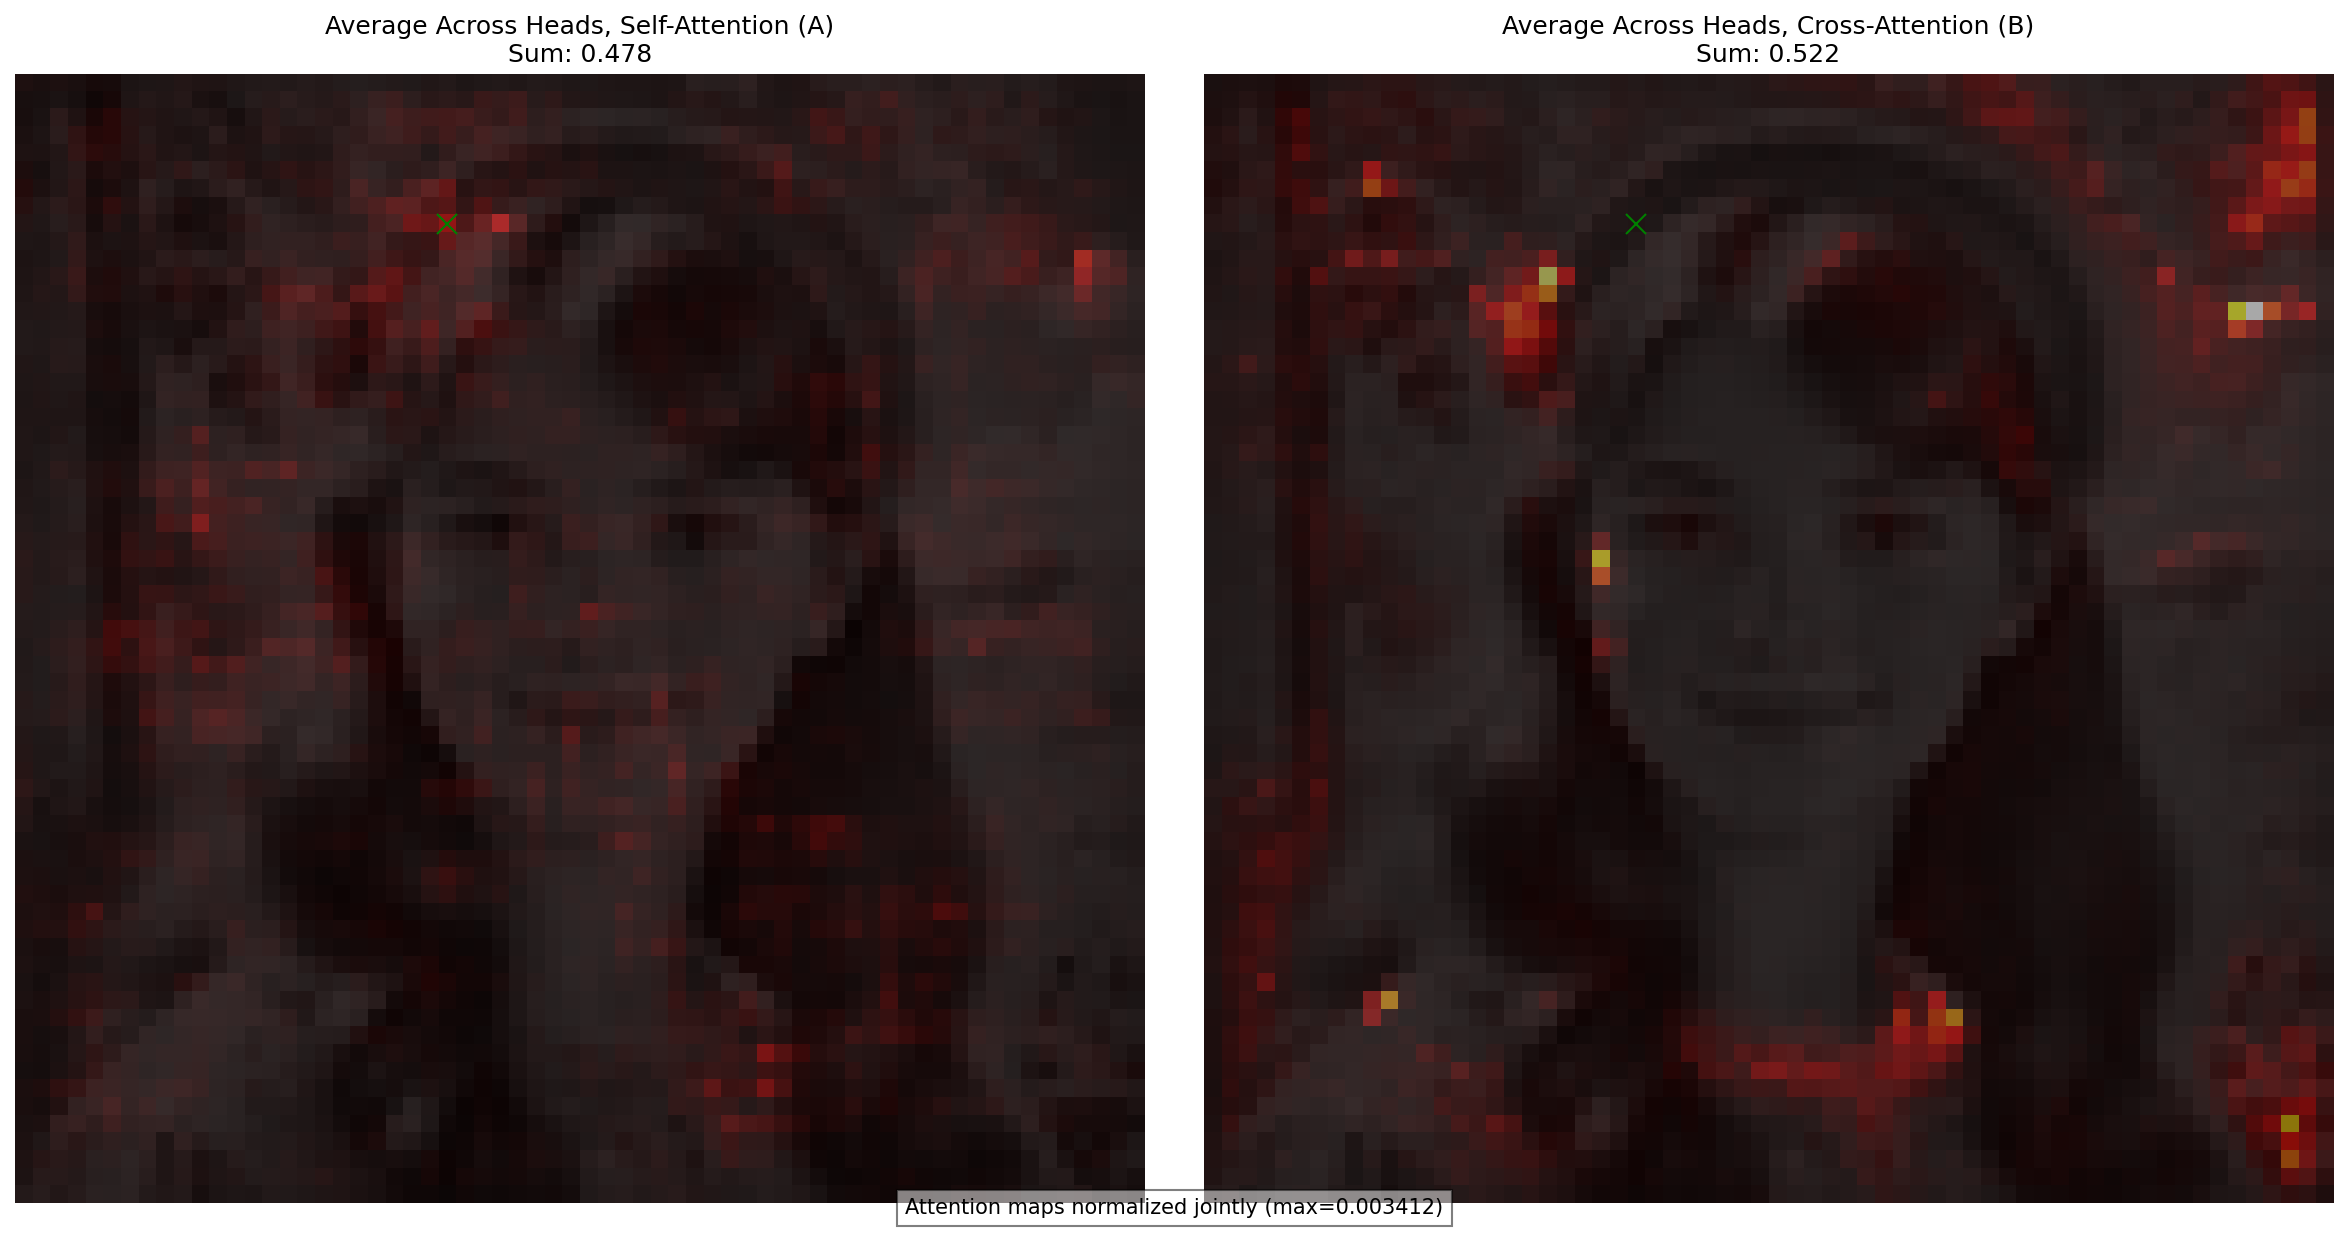 Average Across Heads, Self-Attention (A)
Sum: 0.478
Average Across Heads, Cross-Attention (B)
Sum: 0.522
Attention maps normalized jointly (max=0.003412)